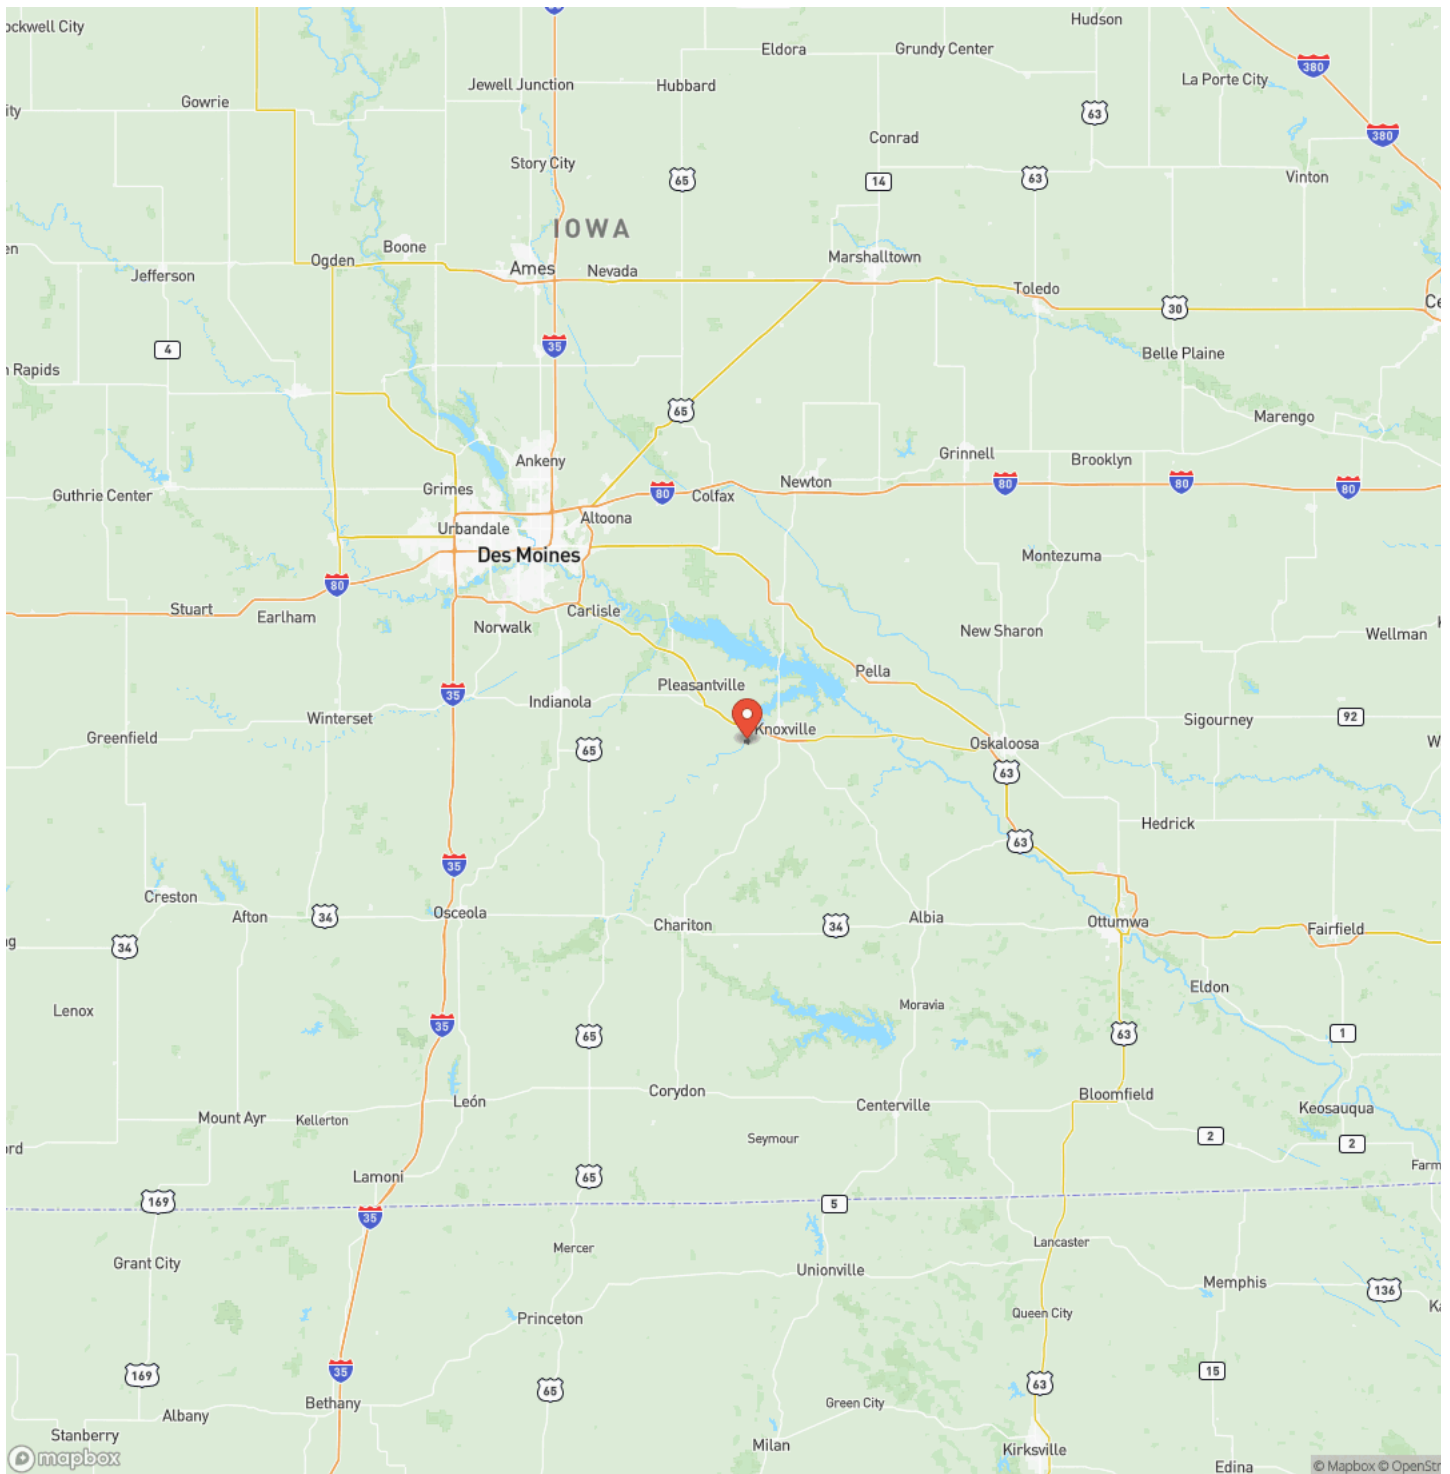 Hudson
ockwell City
Eldora
Grundy Center
380
La Porte City
Jewell Junction
Hubbard
Gowrie
ity
63
380
Conrad
Story City
65
14
63
Vinton
IOWA
en
Boone
Ogden
Marshalltown
Jefferson
Ames
Nevada
Toledo
30
Ce
4
35
Belle Plaine
n Rapids
65
Marengo
Ankeny
Grinnell
Brooklyn
Guthrie Center
Grimes
80
Colfax
Newton
80
80
80
Urbandale
Altoona
Des Moines
Montezuma
80
Stuart
Earlham
Carlisle
Norwalk
New Sharon
Wellman
Pella
35
Pleasantville
Indianola
Winterset
Sigourney
92
Greenfield
Knoxville
65
Oskaloosa
W
63
Hedrick
63
35
Creston
Afton
34
Osceola
Chariton
34
Albia
Ottumwa
Fairfield
34
Eldon
Lenox
Moravia
35
65
63
1
Corydon
León
Centerville
Bloomfield
Keosauqua
Mount Ayr
Kellerton
Seymour
2
2
ord
Farm
Lamoni
65
169
35
5
Mercer
Lancaster
Grant City
Unionville
Memphis
136
Ka
Princeton
Queen City
35
169
65
63
15
Bethany
Albany
Green City
Stanberry
Milan
Kirksville
Edina
mapbox
© Mapbox © OpenStr